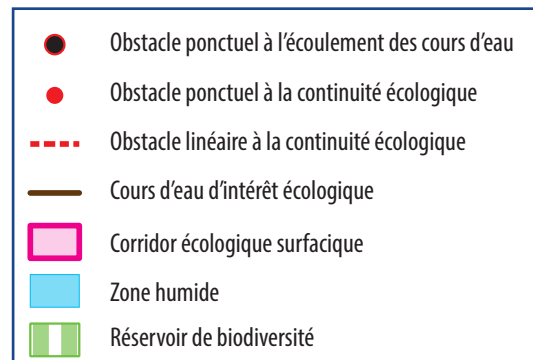 Obstacle ponctuel à l'écoulement des cours d'eau
Obstacle ponctuel à la continuité écologique
Obstacle linéaire à la continuité écologique
Cours d'eau d'intérêt écologique
Corridor écologique surfacique
Zone humide
Réservoir de biodiversité